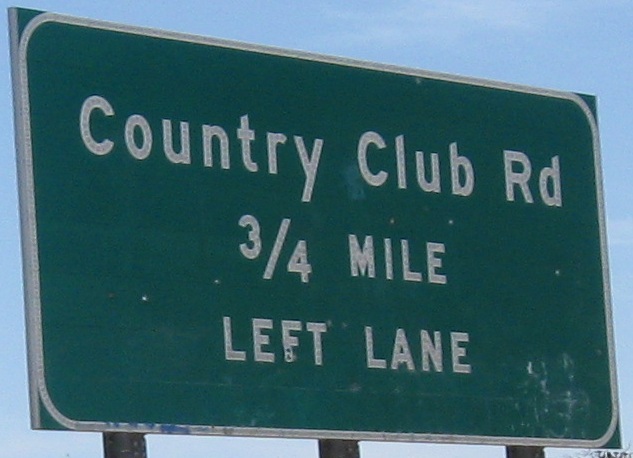 Country Club Rd
3/4 MILE
LEFT LANE